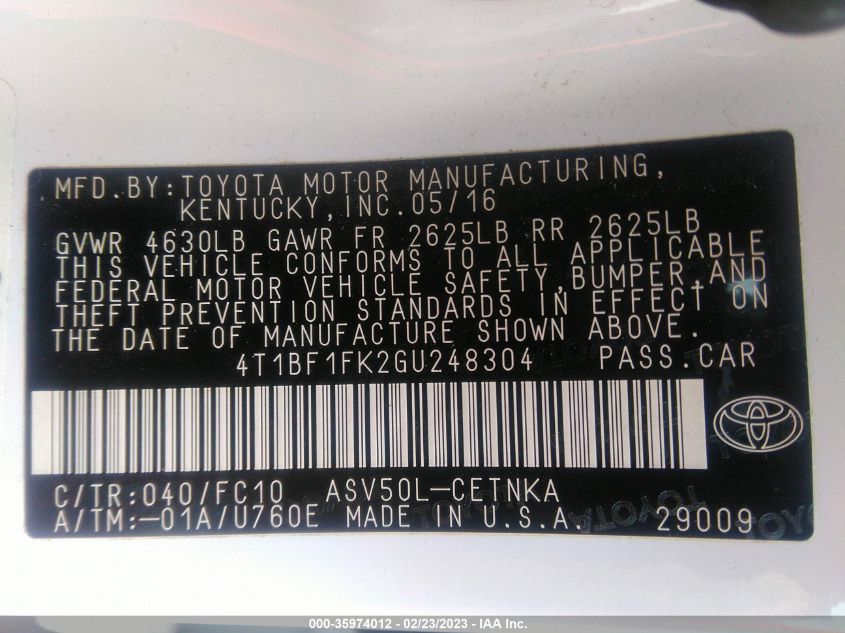 MFD.BY:TOYOTA MOTOR MANUFACTURING,
KENTUCKY,INC.05/16
GVWR 4630LB GAWR FR 2625LB RR 2625LB
THIS VEHICLE CONFORMS TO ALL APPLICABLE
FEDERAL MOTOR VEHICLE SAFETY,BUMPER,AND
THEFT PREVENTION STANDARDS IN EFFECT ON
THE DATE OF MANUFACTURE SHOWN ABOVE.
4T1BF1FK2GU248304 PASS.CAR
C/TR:040/FC10 ASV50L-CETNKA
A/TM:-01A/U760E MADE IN U.S.A. 29009
TOYOTA
000-35974012 - 02/23/2023 - IAA Inc.